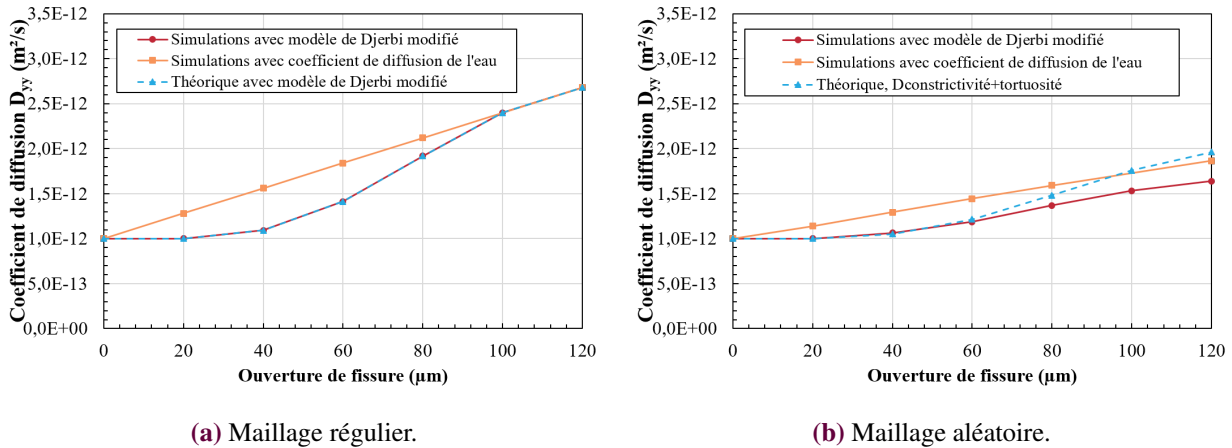 Coefficient de diffusion Dyy (m²/s)
3,5E-12
3,0E-12
2,5E-12
2,0E-12
1,5E-12
1,0E-12
5,0E-13
0,0E+00
Simulations avec modèle de Djerbi modifié
Simulations avec coefficient de diffusion de l'eau
Théorique avec modèle de Djerbi modifié
0 20 40 60 80 100 120
Ouverture de fissure (µm)
(a) Maillage régulier.
Coefficient de diffusion Dyy (m²/s)
3,5E-12
3,0E-12
2,5E-12
2,0E-12
1,5E-12
1,0E-12
5,0E-13
0,0E+00
Simulations avec modèle de Djerbi modifié
Simulations avec coefficient de diffusion de l'eau
Théorique, Dconstrictivité+tortuosité
0 20 40 60 80 100 120
Ouverture de fissure (µm)
(b) Maillage aléatoire.